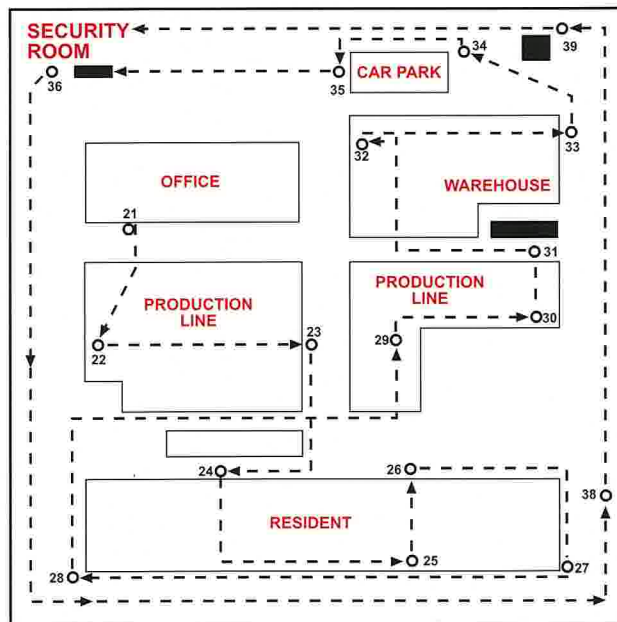 SECURITY
ROOM
39
34
36
35
CAR PARK
33
32
OFFICE
WAREHOUSE
21
31
PRODUCTION
LINE
PRODUCTION
LINE
30
22
23
29
24
26
38
RESIDENT
25
27
28